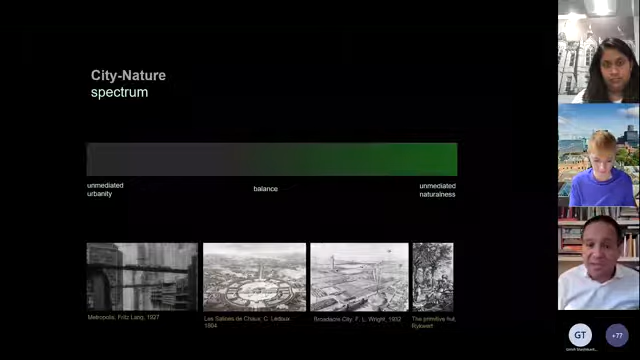 City-Nature
spectrum
unmediated
urbanity
balance
unmediated
naturalness
Metropolis, Fritz Lang, 1927
Les Salines de Chaux, C. Ledoux
1804
Broadacre-City, F. L. Wright, 1932
The primitive hut,
Rykwert
GT
+77